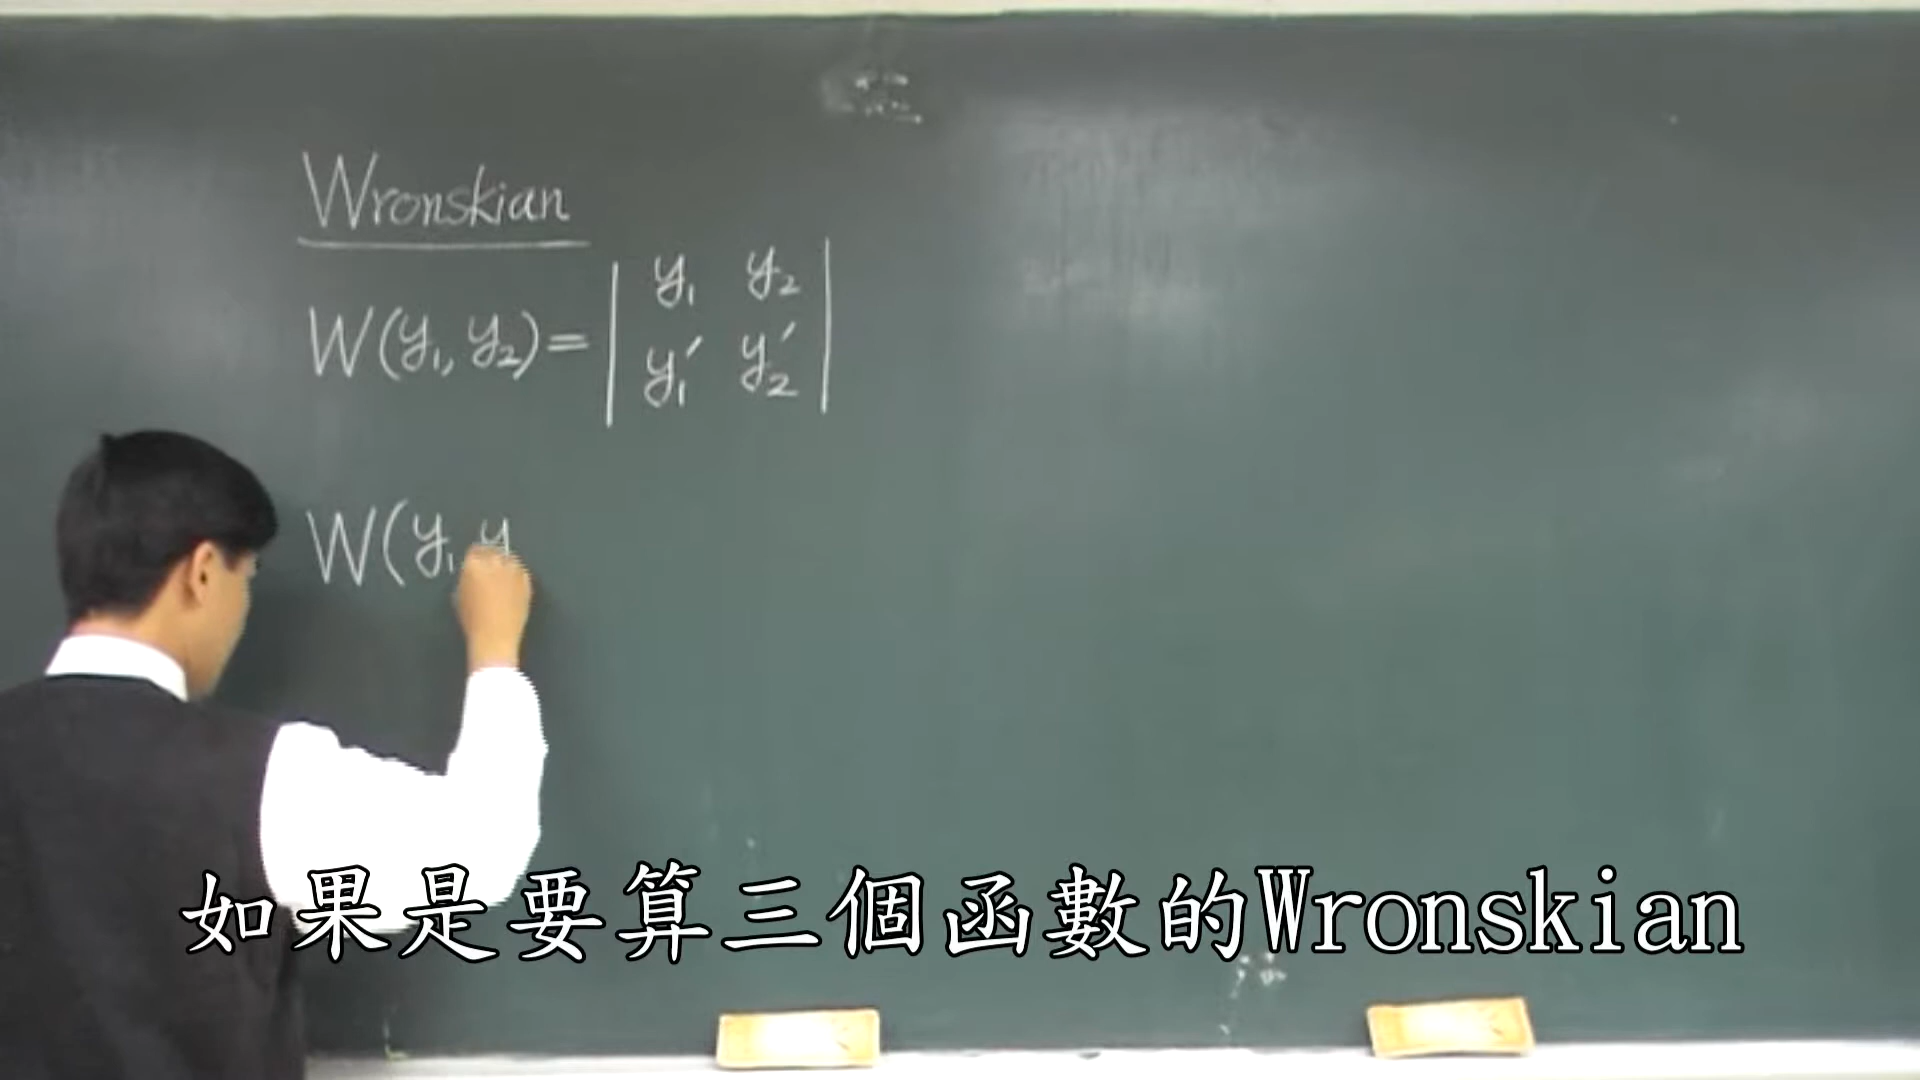 Wronskian
W(y₁, y₂) = | y₁ y₂ |
| y₁′ y₂′ |
W(y₁, y
如果是要算三個函數的Wronskian